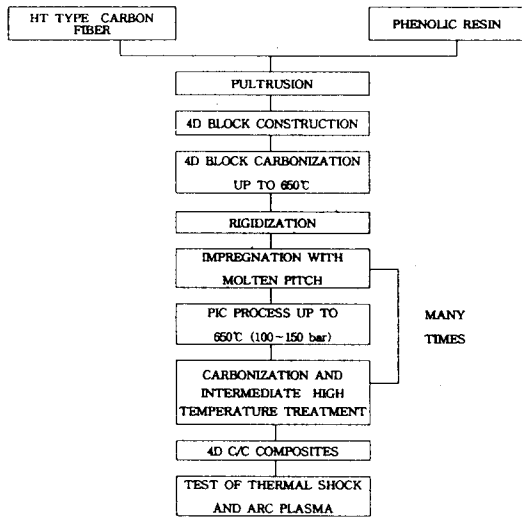 HT TYPE CARBON
FIBER
PHENOLIC RESIN
PULTRUSION
4D BLOCK CONSTRUCTION
4D BLOCK CARBONIZATION
UP TO 650℃
RIGIDIZATION
IMPREGNATION WITH
MOLTEN PITCH
PIC PROCESS UP TO
650℃ (100~150 bar)
MANY
TIMES
CARBONIZATION AND
INTERMEDIATE HIGH
TEMPERATURE TREATMENT
4D C/C COMPOSITES
TEST OF THERMAL SHOCK
AND ARC PLASMA